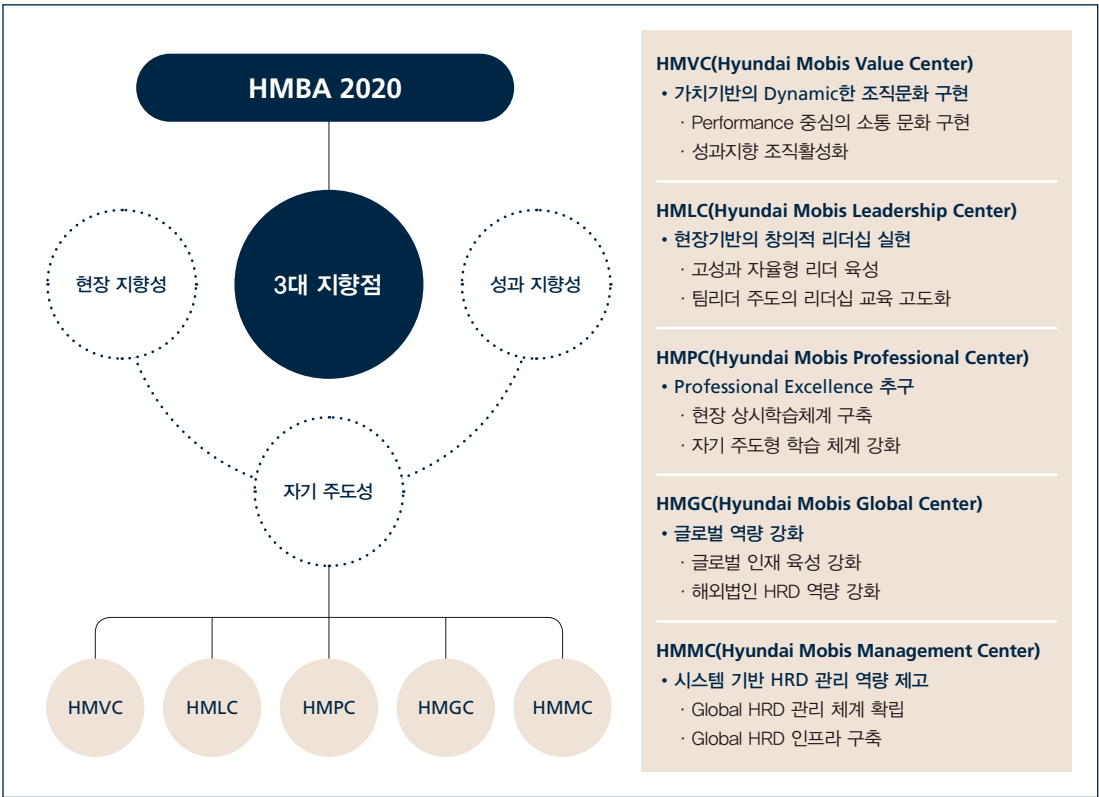 HMBA 2020
3대 지향점
현장 지향성
성과 지향성
자기 주도성
HMVC
HMLC
HMPC
HMGC
HMMC
HMVC(Hyundai Mobis Value Center)
• 가치기반의 Dynamic한 조직문화 구현
· Performance 중심의 소통 문화 구현
· 성과지향 조직활성화
HMLC(Hyundai Mobis Leadership Center)
• 현장기반의 창의적 리더십 실현
· 고성과 자율형 리더 육성
· 팀리더 주도의 리더십 교육 고도화
HMPC(Hyundai Mobis Professional Center)
• Professional Excellence 추구
· 현장 상시학습체계 구축
· 자기 주도형 학습 체계 강화
HMGC(Hyundai Mobis Global Center)
• 글로벌 역량 강화
· 글로벌 인재 육성 강화
· 해외법인 HRD 역량 강화
HMMC(Hyundai Mobis Management Center)
• 시스템 기반 HRD 관리 역량 제고
· Global HRD 관리 체계 확립
· Global HRD 인프라 구축